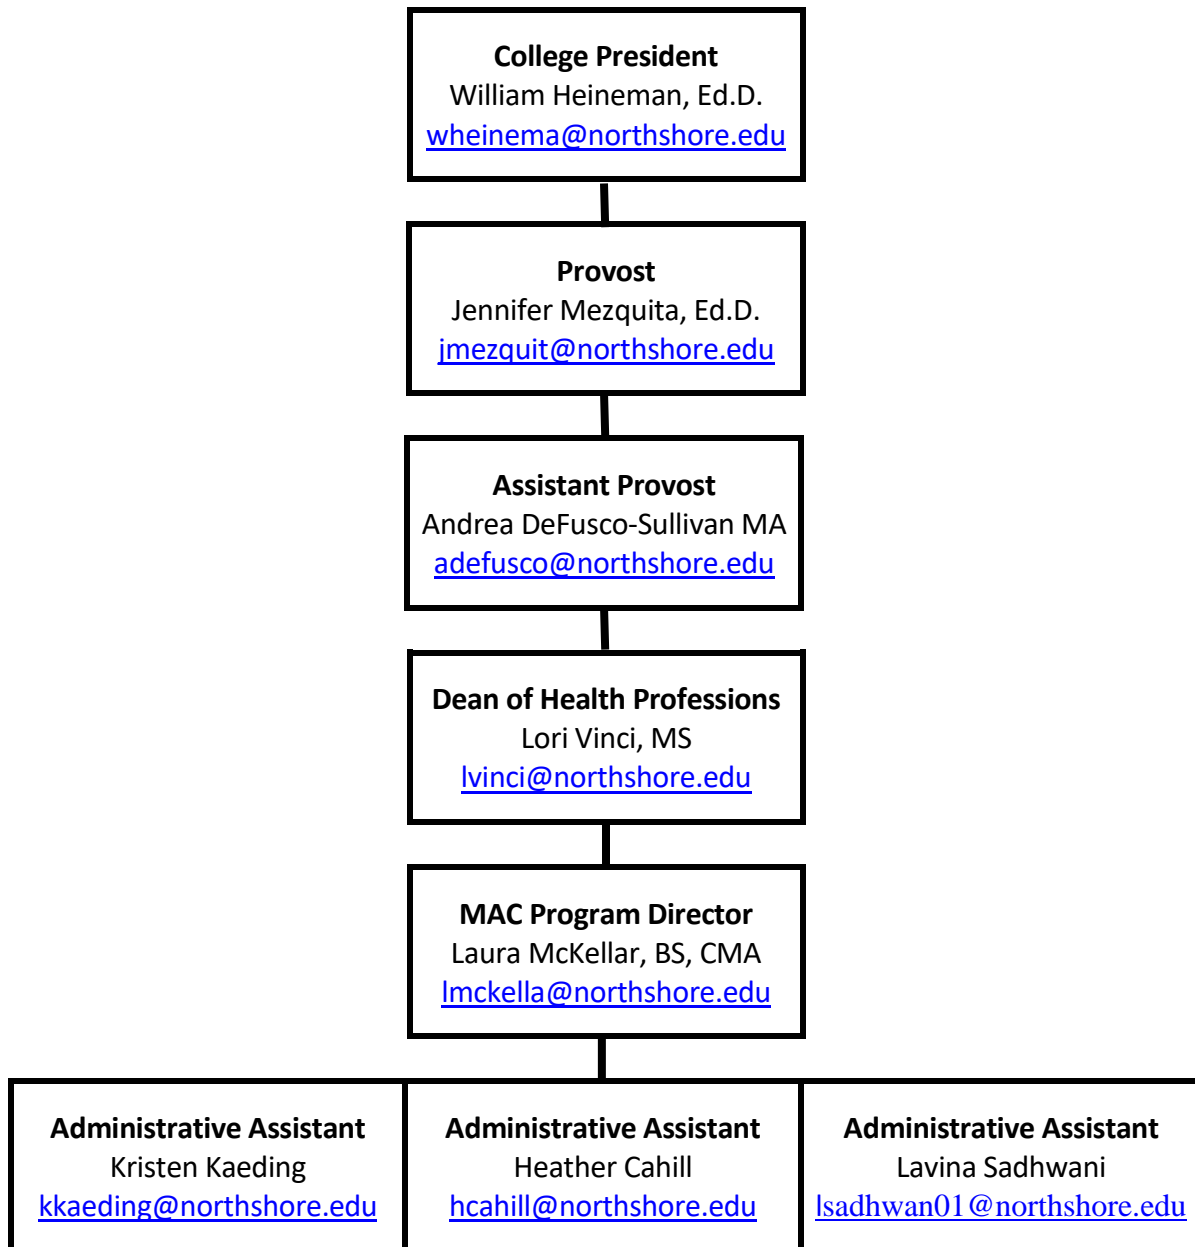 College President
William Heineman, Ed.D.
wheinema@northshore.edu
Provost
Jennifer Mezquita, Ed.D.
jmezquit@northshore.edu
Assistant Provost
Andrea DeFusco-Sullivan MA
adefusco@northshore.edu
Dean of Health Professions
Lori Vinci, MS
lvinci@northshore.edu
MAC Program Director
Laura McKellar, BS, CMA
lmckella@northshore.edu
Administrative Assistant
Kristen Kaeding
kkaeding@northshore.edu
Administrative Assistant
Heather Cahill
hcahill@northshore.edu
Administrative Assistant
Lavina Sadhwani
lsadhwan01@northshore.edu